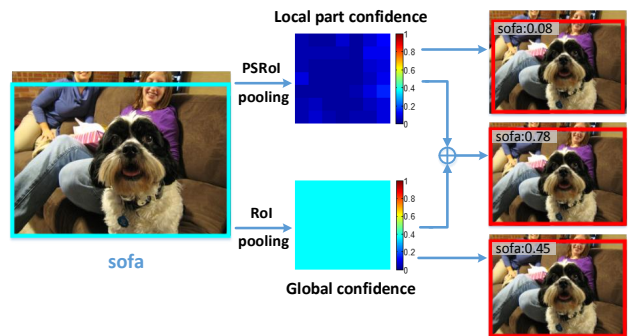 Local part confidence
PSRoI
pooling
1
0.8
0.6
0.4
0.2
0
sofa:0.08
sofa:0.78
RoI
pooling
1
0.8
0.6
0.4
0.2
0
sofa:0.45
sofa
Global confidence